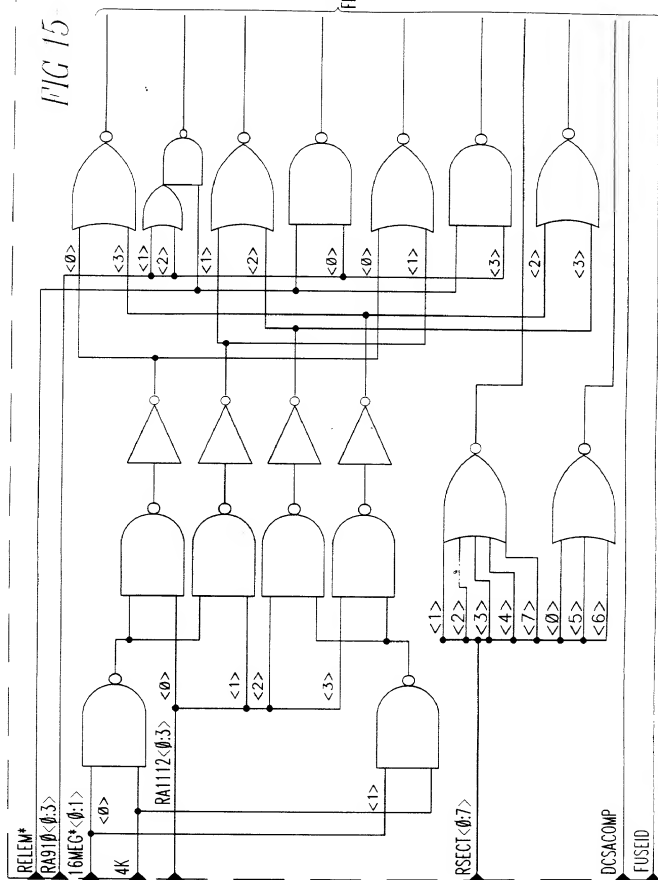 FIG 15
<0>
<3>
<1>
<2>
<1>
<2>
<0>
<0>
<1>
<3>
<2>
<3>
RELEM*
RA910<0:3>
16MEG*<0:1>
<0>
4K
RA1112<0:3>
<0>
<1>
<2>
<3>
<1>
RSECT<0:7>
<1>
<2>
<3>
<4>
<7>
<0>
<5>
<6>
DCSACOMP
FUSEID